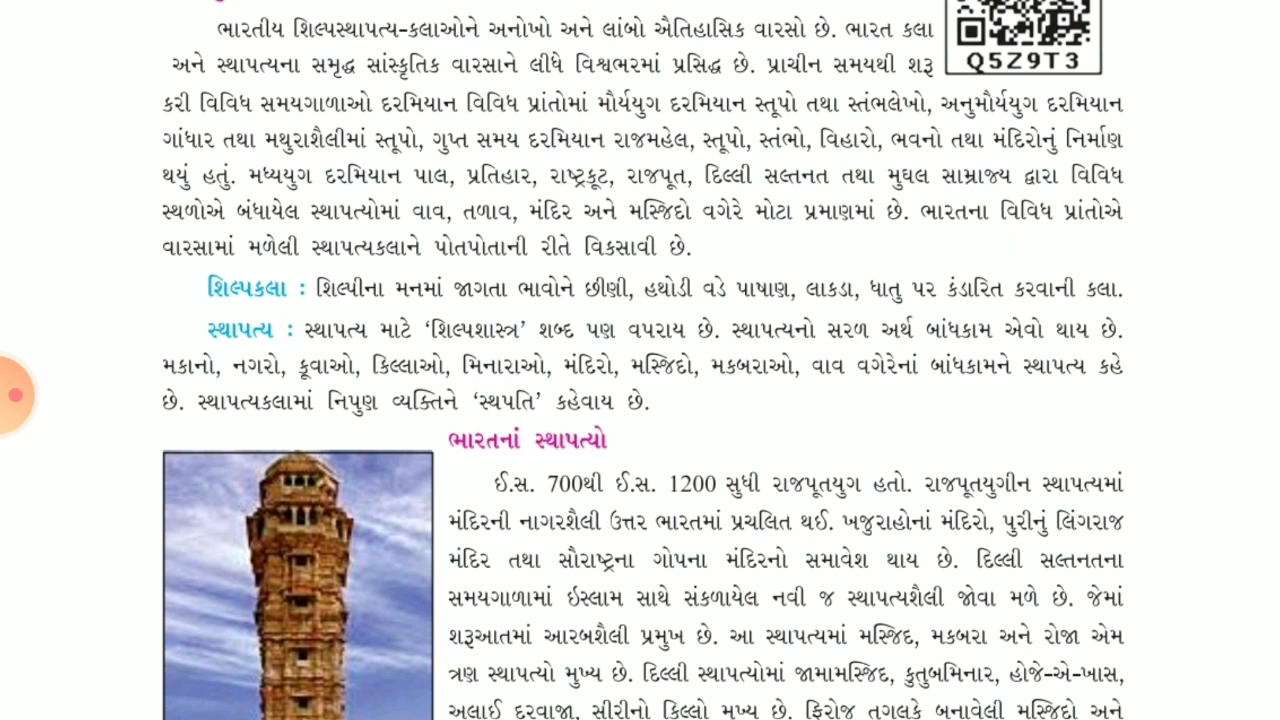 ભારતીય શિલ્પસ્થાપત્ય-કલાઓને અનોખો અને લાંબો ઐતિહાસિક વારસો છે. ભારત કલા
અને સ્થાપત્યના સમૃદ્ધ સાંસ્કૃતિક વારસાને લીધે વિશ્વભરમાં પ્રસિદ્ધ છે. પ્રાચીન સમયથી શરૂ
Q5Z9T3
કરી વિવિધ સમયગાળાઓ દરમિયાન વિવિધ પ્રાંતોમાં મૌર્યયુગ દરમિયાન સ્તૂપો તથા સ્તંભલેખો, અનુમૌર્યયુગ દરમિયાન
ગાંધાર તથા મથુરાશૈલીમાં સ્તૂપો, ગુપ્ત સમય દરમિયાન રાજમહેલ, સ્તૂપો, સ્તંભો, વિહારો, ભવનો તથા મંદિરોનું નિર્માણ
થયું હતું. મધ્યયુગ દરમિયાન પાલ, પ્રતિહાર, રાષ્ટ્રકૂટ, રાજપૂત, દિલ્લી સલ્તનત તથા મુઘલ સામ્રાજ્ય દ્વારા વિવિધ
સ્થળોએ બંધાયેલ સ્થાપત્યોમાં વાવ, તળાવ, મંદિર અને મસ્જિદો વગેરે મોટા પ્રમાણમાં છે. ભારતના વિવિધ પ્રાંતોએ
વારસામાં મળેલી સ્થાપત્યકલાને પોતપોતાની રીતે વિકસાવી છે.
શિલ્પકલા : શિલ્પીના મનમાં જાગતા ભાવોને છીણી, હથોડી વડે પાષાણ, લાકડા, ધાતુ પર કંડારિત કરવાની કલા.
સ્થાપત્ય : સ્થાપત્ય માટે ‘શિલ્પશાસ્ત્ર’ શબ્દ પણ વપરાય છે. સ્થાપત્યનો સરળ અર્થ બાંધકામ એવો થાય છે.
મકાનો, નગરો, કૂવાઓ, કિલ્લાઓ, મિનારાઓ, મંદિરો, મસ્જિદો, મકબરાઓ, વાવ વગેરેનાં બાંધકામને સ્થાપત્ય કહે
છે. સ્થાપત્યકલામાં નિપુણ વ્યક્તિને ‘સ્થપતિ’ કહેવાય છે.
ભારતનાં સ્થાપત્યો
ઈ.સ. 700થી ઈ.સ. 1200 સુધી રાજપૂતયુગ હતો. રાજપૂતયુગીન સ્થાપત્યમાં
મંદિરની નાગરશૈલી ઉત્તર ભારતમાં પ્રચલિત થઈ. ખજુરાહોનાં મંદિરો, પુરીનું લિંગરાજ
મંદિર તથા સૌરાષ્ટ્રના ગોપના મંદિરનો સમાવેશ થાય છે. દિલ્લી સલ્તનતના
સમયગાળામાં ઇસ્લામ સાથે સંકળાયેલ નવી જ સ્થાપત્યશૈલી જોવા મળે છે. જેમાં
શરૂઆતમાં આરબશૈલી પ્રમુખ છે. આ સ્થાપત્યમાં મસ્જિદ, મકબરા અને રોજા એમ
ત્રણ સ્થાપત્યો મુખ્ય છે. દિલ્લી સ્થાપત્યોમાં જામામસ્જિદ, કુતુબમિનાર, હોજે-એ-ખાસ,
અલાઈ દરવાજા, સીરીનો કિલ્લો મુખ્ય છે. ફિરોજ તુગલકે બનાવેલી મસ્જિદો અને